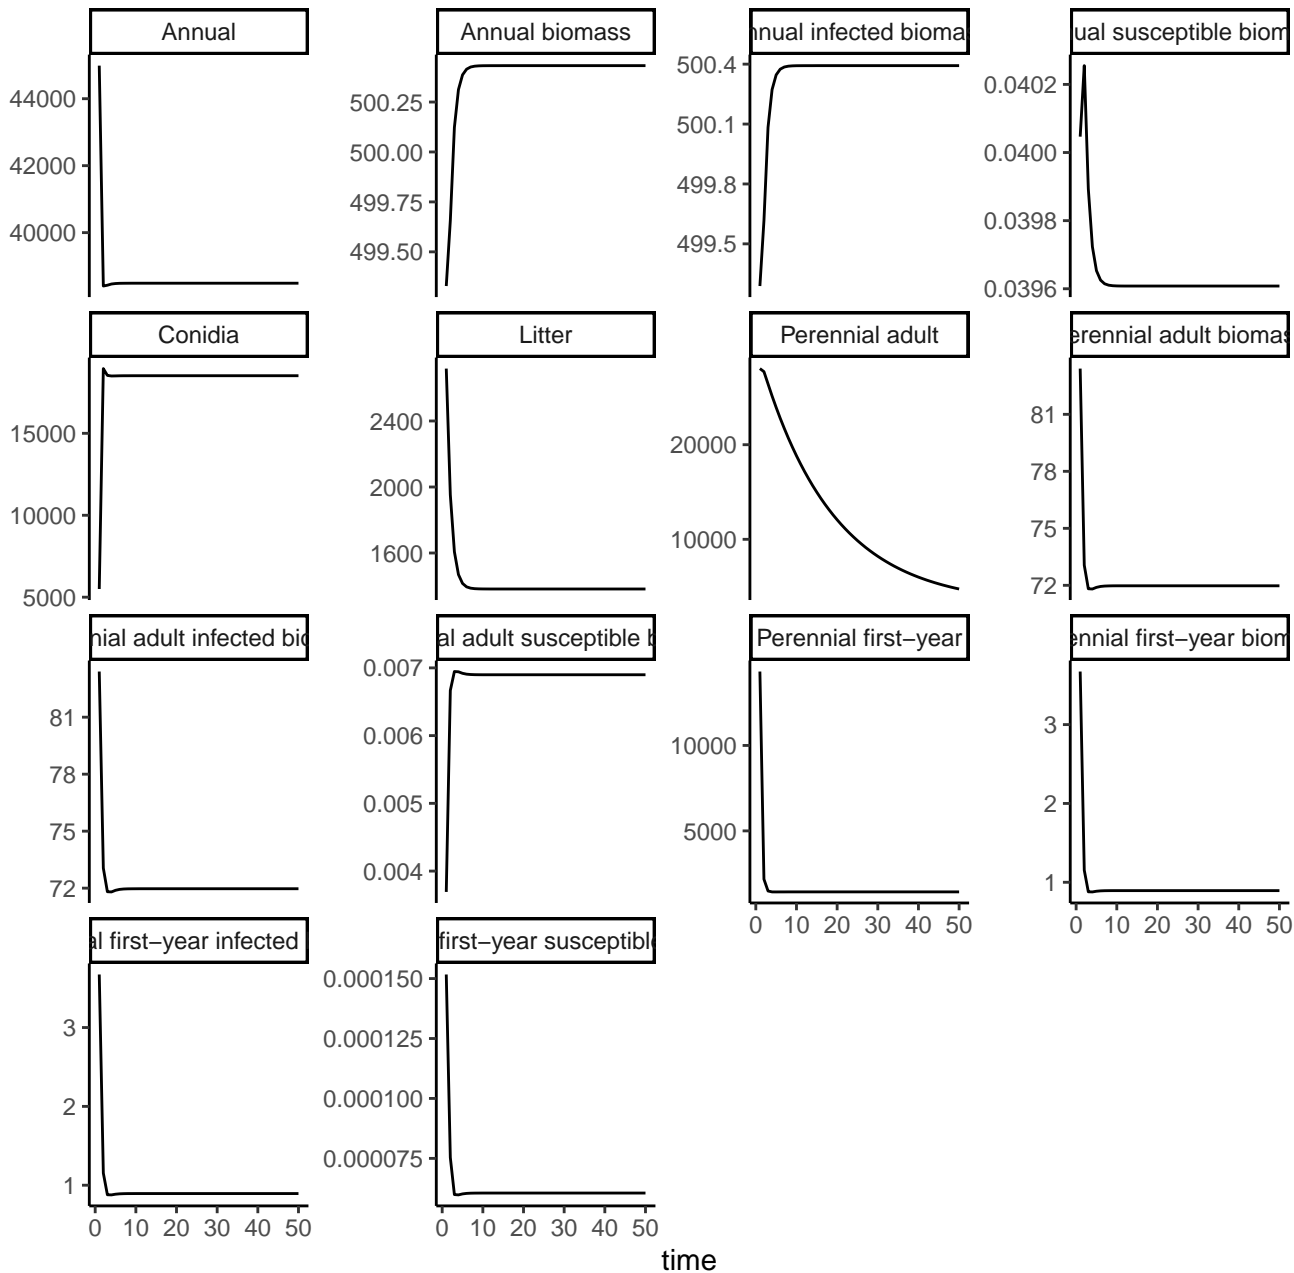 Annual
Annual biomass
nnual infected bioma
ual susceptible biom
44000
42000
40000
500.25
500.00
499.75
499.50
500.4
500.1
499.8
499.5
0.0402
0.0400
0.0398
0.0396
Conidia
Litter
Perennial adult
erennial adult biomas
15000
10000
5000
2400
2000
1600
20000
10000
81
78
75
72
nial adult infected bio
al adult susceptible b
Perennial first−year
ennial first−year biom
81
78
75
72
0.007
0.006
0.005
0.004
10000
5000
3
2
1
0 10 20 30 40 50
0 10 20 30 40 50
al first−year infected
first−year susceptible
3
2
1
0.000150
0.000125
0.000100
0.000075
0 10 20 30 40 50
0 10 20 30 40 50
time